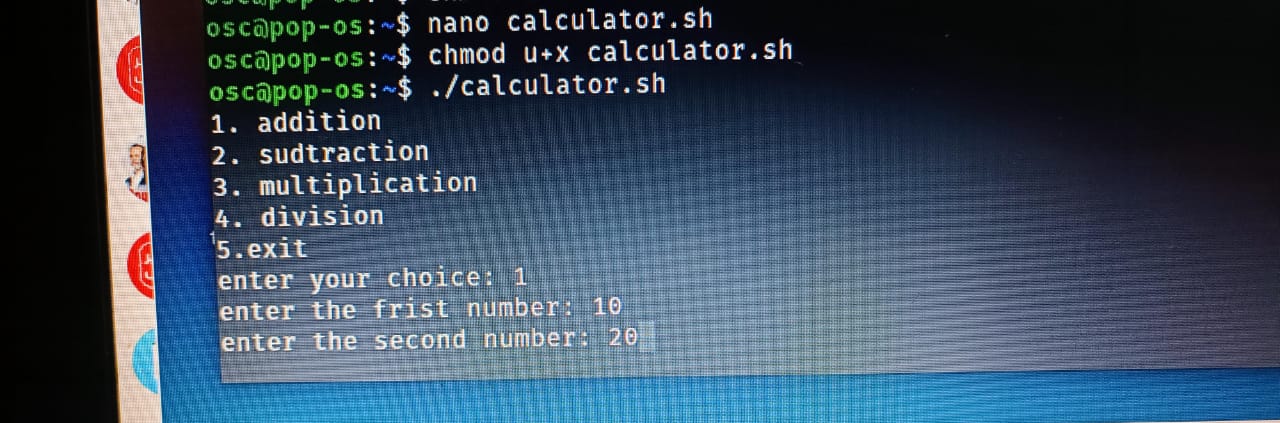 osc@pop-os:~$ nano calculator.sh
osc@pop-os:~$ chmod u+x calculator.sh
osc@pop-os:~$ ./calculator.sh
1. addition
2. sudtraction
3. multiplication
4. division
5.exit
enter your choice: 1
enter the frist number: 10
enter the second number: 20